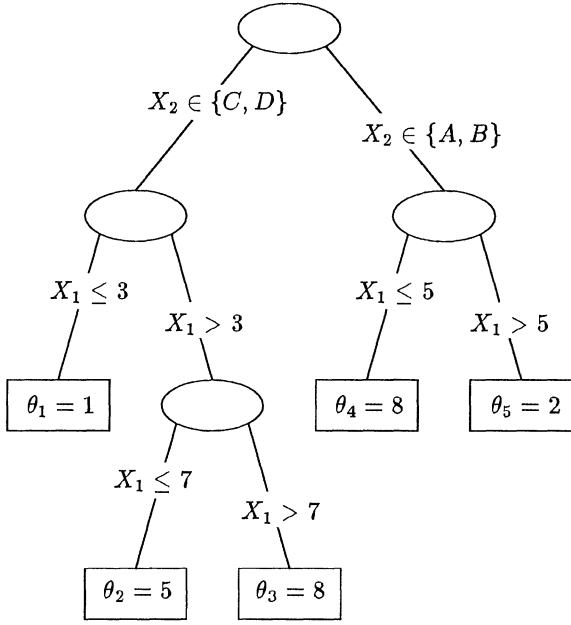 X₂ ∈ {C, D}
X₂ ∈ {A, B}
X₁ ≤ 3
X₁ > 3
X₁ ≤ 5
X₁ > 5
θ₁ = 1
θ₄ = 8
θ₅ = 2
X₁ ≤ 7
X₁ > 7
θ₂ = 5
θ₃ = 8